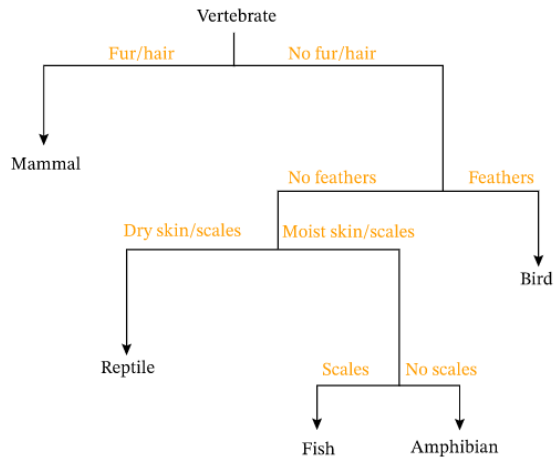 Vertebrate
Fur/hair
No fur/hair
Mammal
No feathers
Feathers
Dry skin/scales
Moist skin/scales
Bird
Reptile
Scales
No scales
Fish
Amphibian